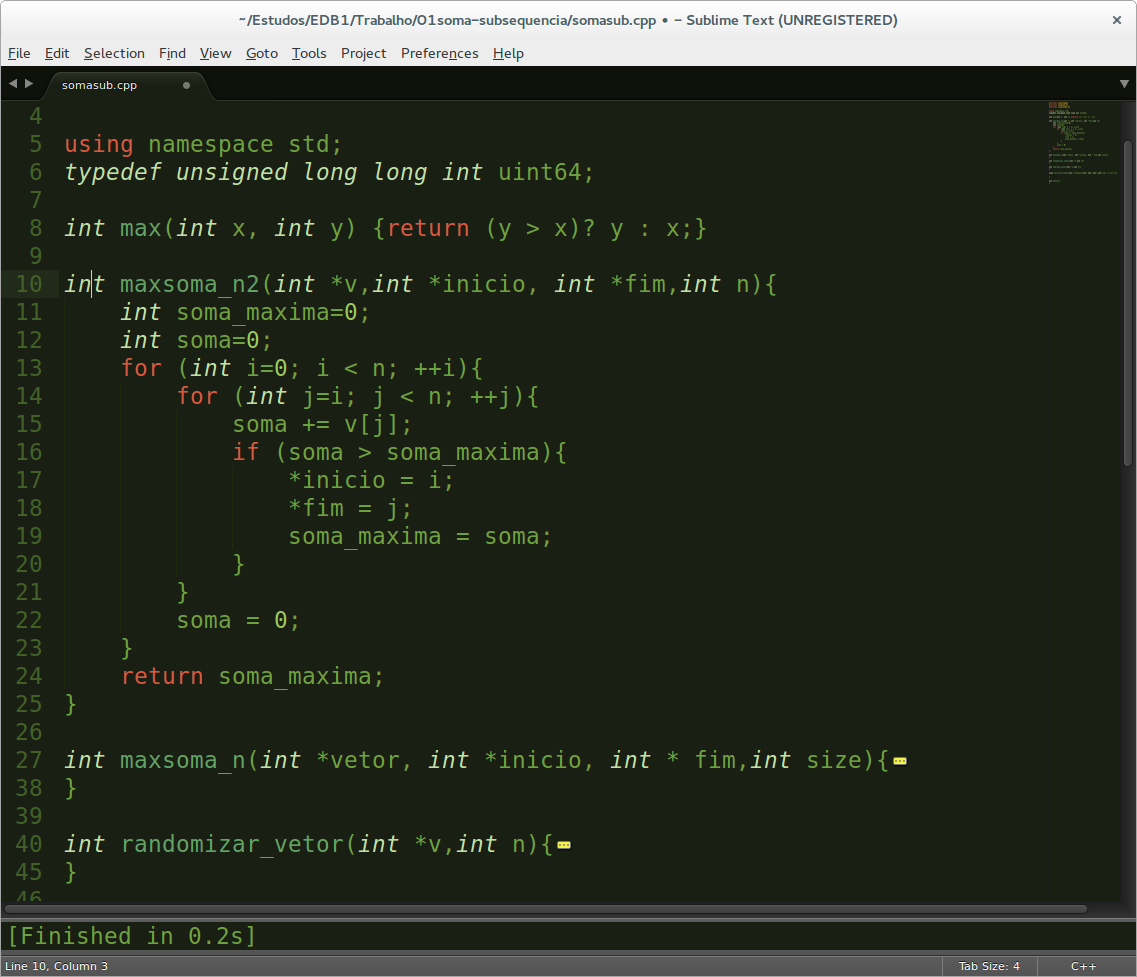 ~/Estudos/EDB1/Trabalho/01soma-subsequencia/somasub.cpp • - Sublime Text (UNREGISTERED)
File Edit Selection Find View Goto Tools Project Preferences Help
somasub.cpp
4
5 using namespace std;
6 typedef unsigned long long int uint64;
7
8 int max(int x, int y) {return (y > x)? y : x;}
9
10 int maxsoma_n2(int *v,int *inicio, int *fim,int n){
11     int soma_maxima=0;
12     int soma=0;
13     for (int i=0; i < n; ++i){
14         for (int j=i; j < n; ++j){
15             soma += v[j];
16             if (soma > soma_maxima){
17                 *inicio = i;
18                 *fim = j;
19                 soma_maxima = soma;
20             }
21         }
22         soma = 0;
23     }
24     return soma_maxima;
25 }
26
27 int maxsoma_n(int *vetor, int *inicio, int * fim,int size){
38 }
39
40 int randomizar_vetor(int *v,int n){
45 }
46
[Finished in 0.2s]
Line 10, Column 3 Tab Size: 4 C++